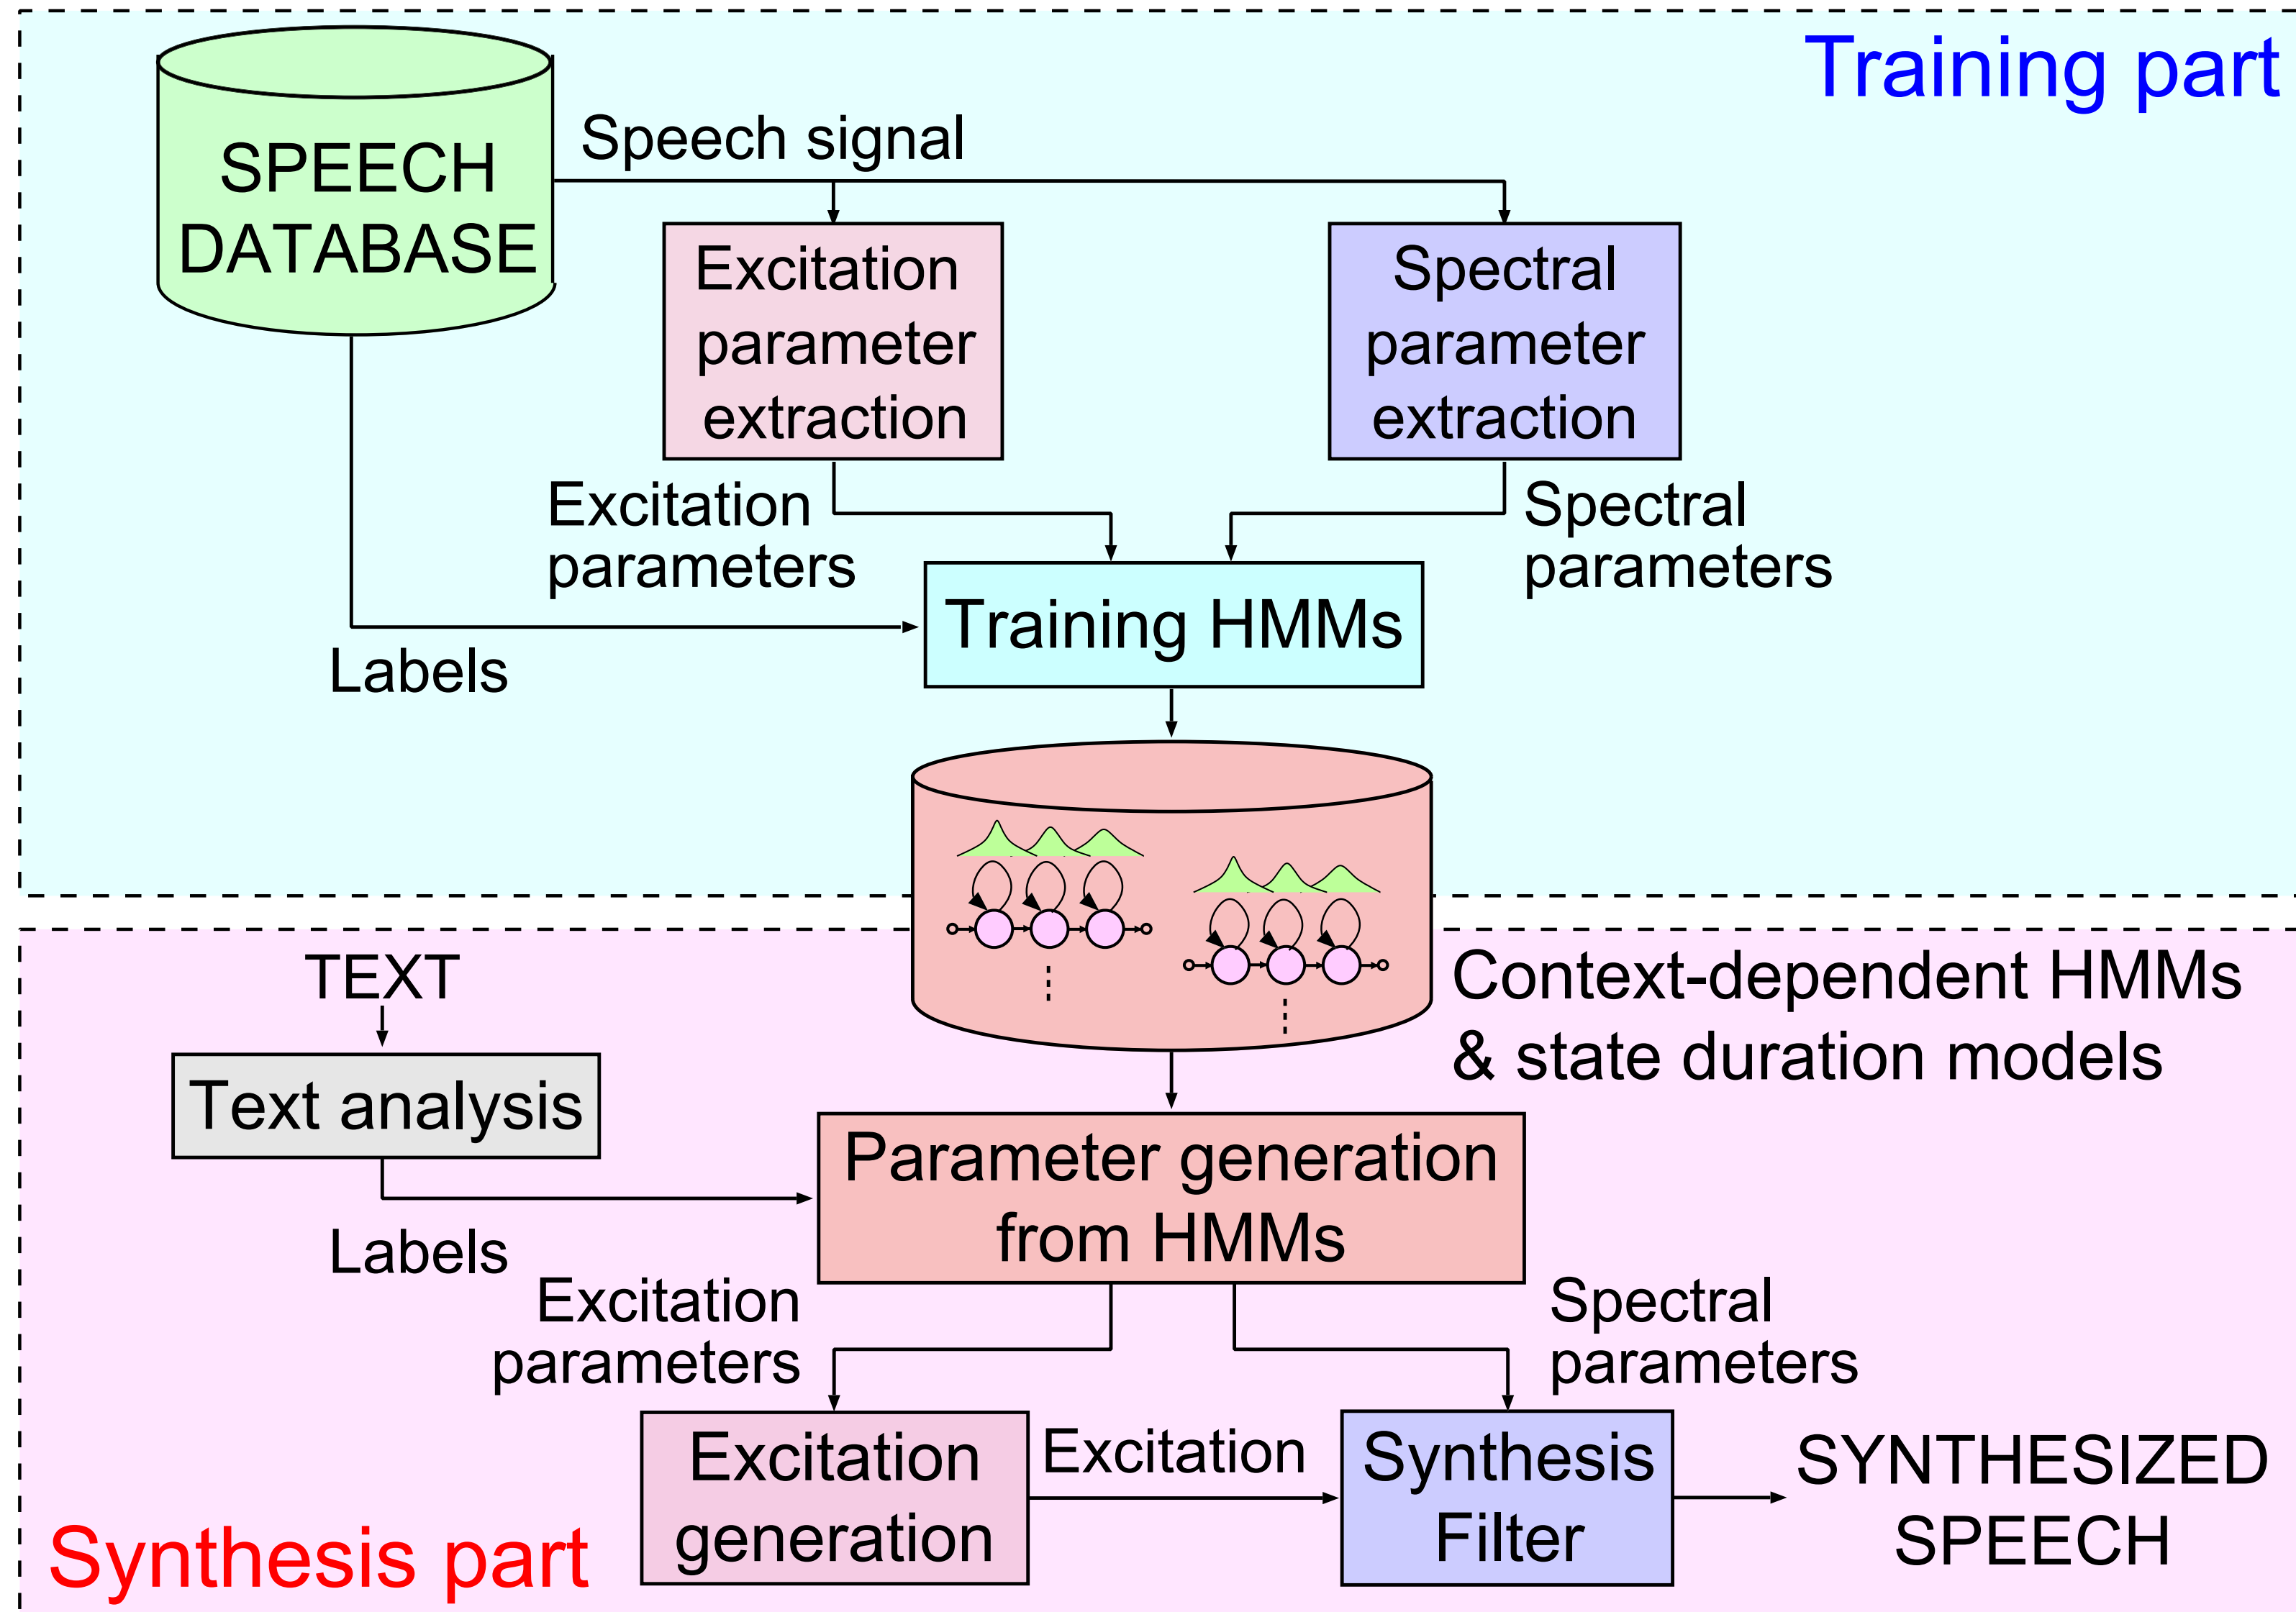 Training part
SPEECH
DATABASE
Speech signal
Excitation
parameter
extraction
Spectral
parameter
extraction
Excitation
parameters
Spectral
parameters
Training HMMs
Labels
TEXT
Context-dependent HMMs
& state duration models
Text analysis
Parameter generation
from HMMs
Labels
Excitation
parameters
Spectral
parameters
Excitation
generation
Excitation
Synthesis
Filter
SYNTHESIZED
SPEECH
Synthesis part